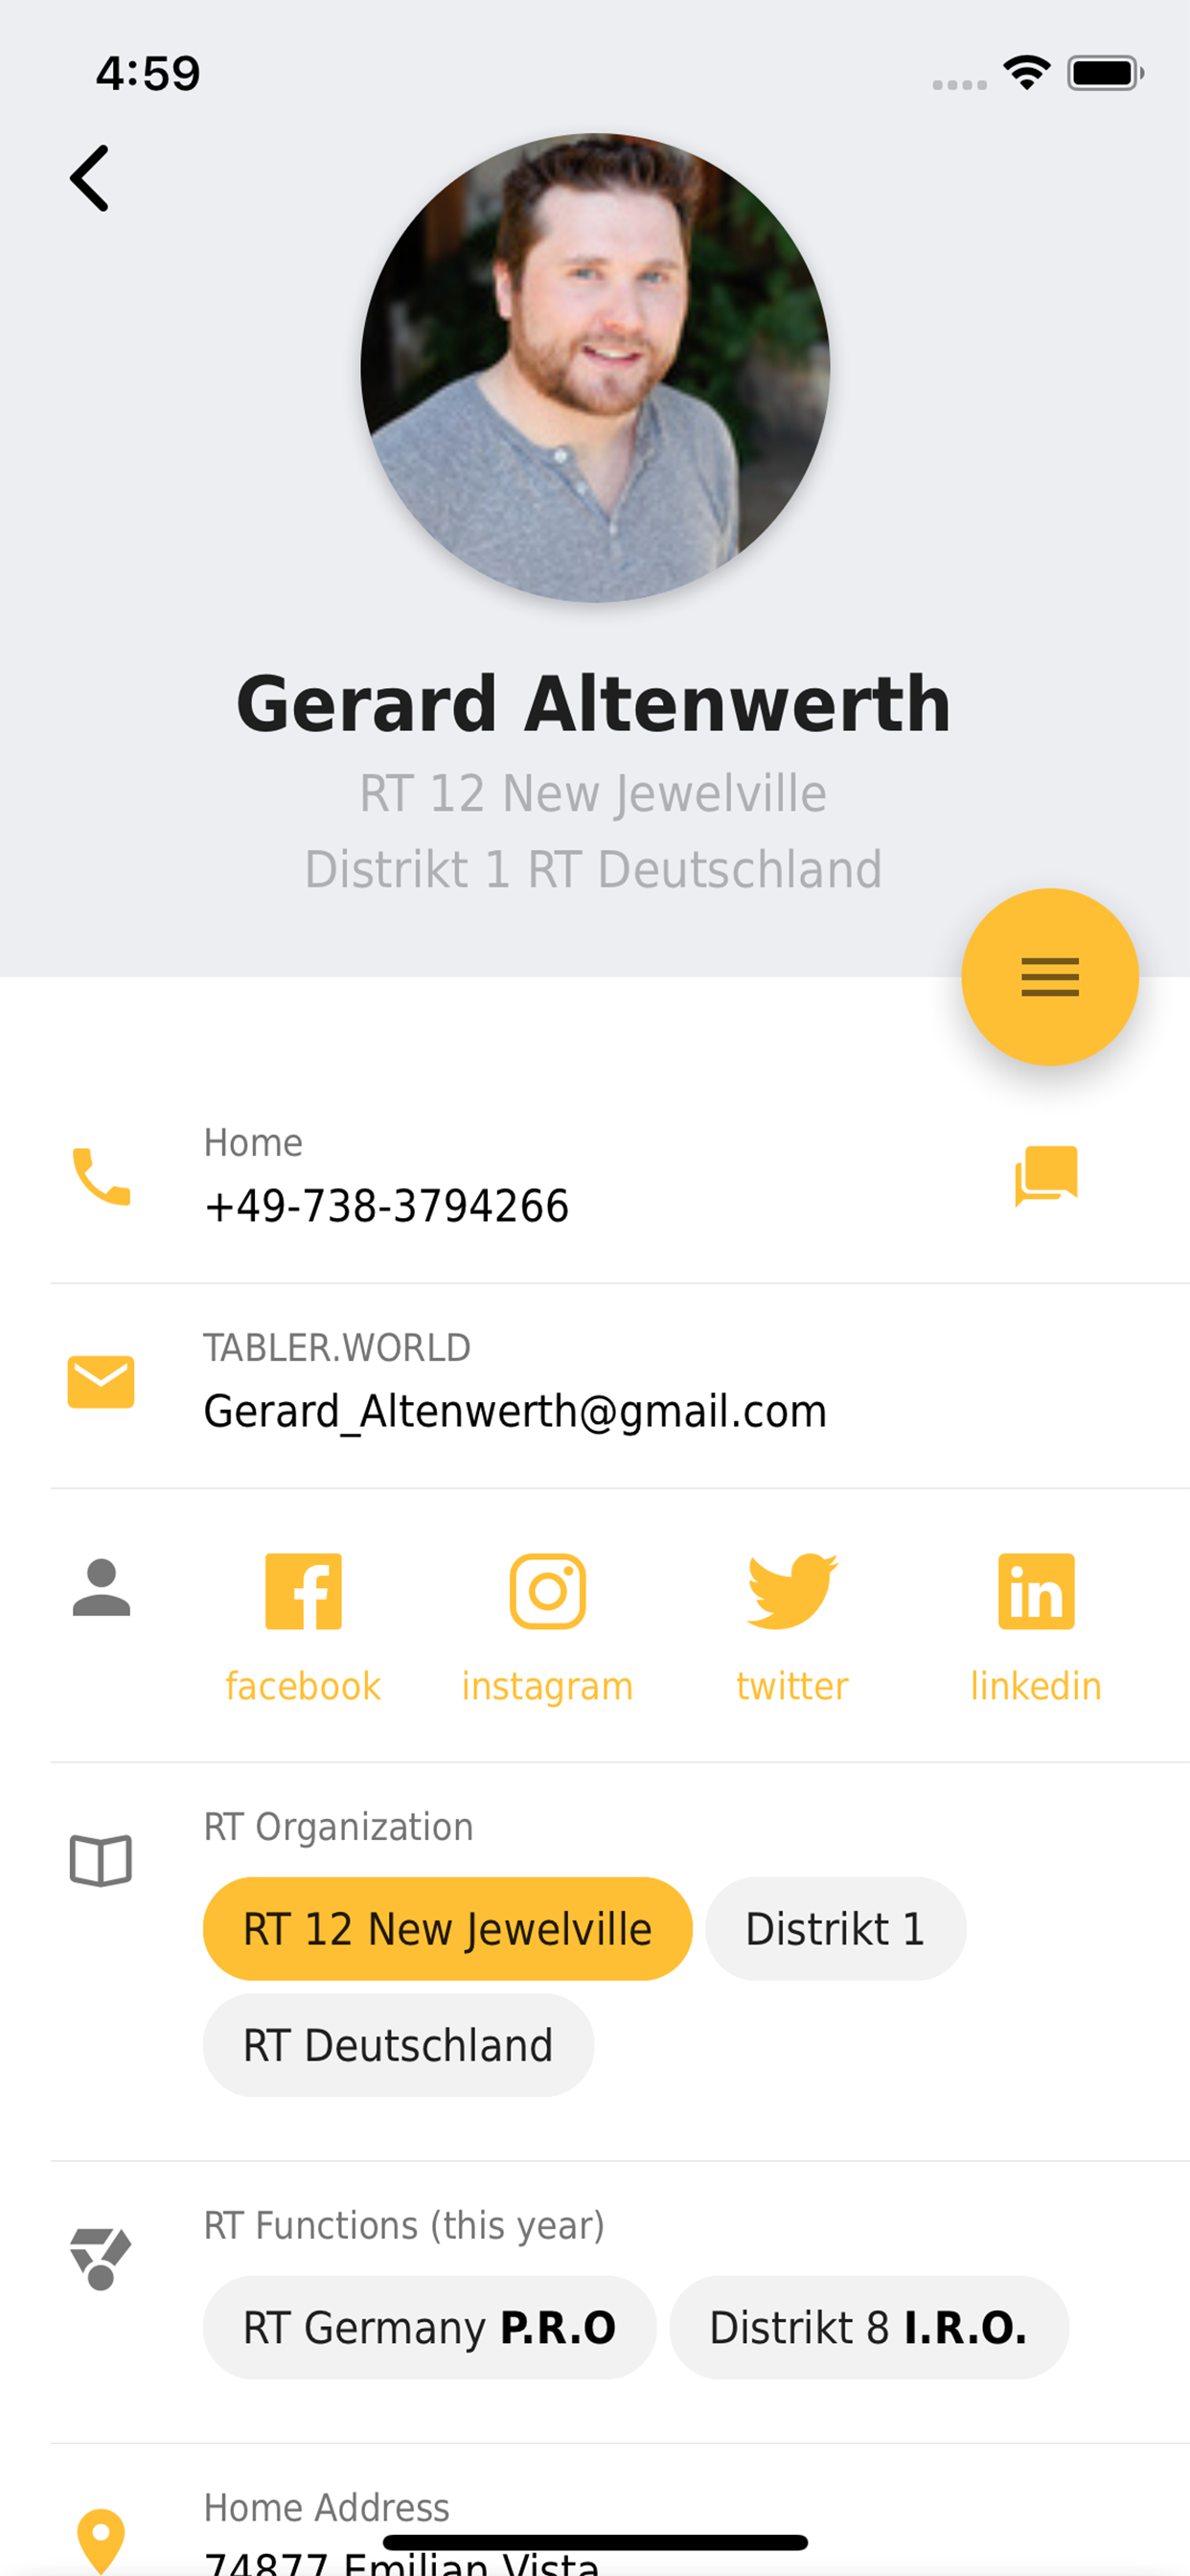 4:59
Gerard Altenwerth
RT 12 New Jewelville
Distrikt 1 RT Deutschland
Home
+49-738-3794266
TABLER.WORLD
Gerard_Altenwerth@gmail.com
facebook instagram twitter linkedin
RT Organization
RT 12 New Jewelville Distrikt 1
RT Deutschland
RT Functions (this year)
RT Germany P.R.O Distrikt 8 I.R.O.
Home Address
74877 Emilian Vista